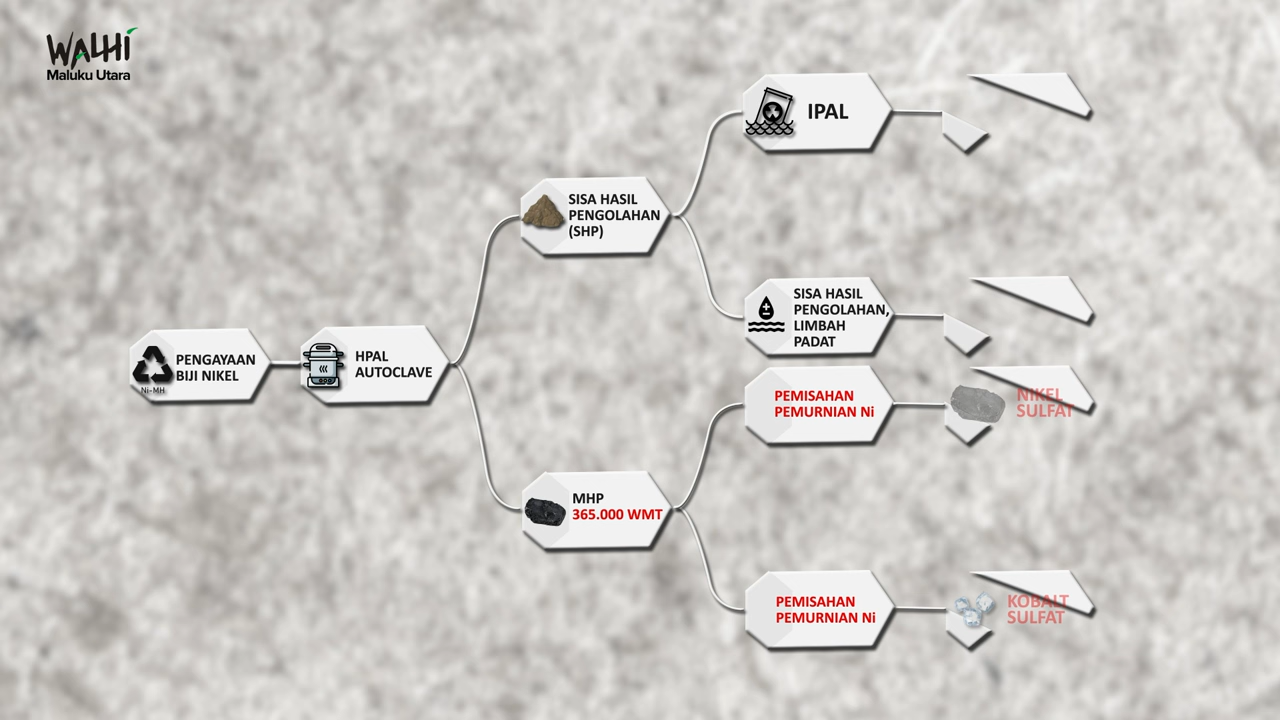 WALHI
Maluku Utara
IPAL
SISA HASIL
PENGOLAHAN
(SHP)
SISA HASIL
PENGOLAHAN,
LIMBAH
PADAT
PENGAYAAN
BIJI NIKEL
Ni-MH
HPAL
AUTOCLAVE
PEMISAHAN
PEMURNIAN Ni
NIKEL
SULFAT
MHP
365.000 WMT
PEMISAHAN
PEMURNIAN Ni
KOBALT
SULFAT